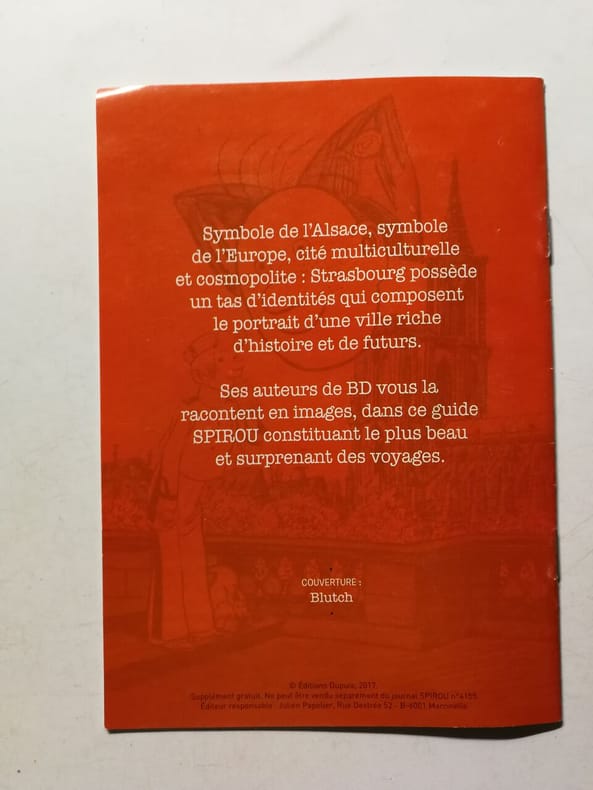 Symbole de l'Alsace, symbole
de l'Europe, cité multiculturelle
et cosmopolite : Strasbourg possède
un tas d'identités qui composent
le portrait d'une ville riche
d'histoire et de futurs.
Ses auteurs de BD vous la
racontent en images, dans ce guide
SPIROU constituant le plus beau
et surprenant des voyages.
COUVERTURE :
Blutch
© Éditions Dupuis, 2017.
Supplément gratuit. Ne peut être vendu séparément du journal SPIROU n°4155.
Éditeur responsable : Julien Papelier, Rue Destrée 52 - B-6001 Marcinelle.